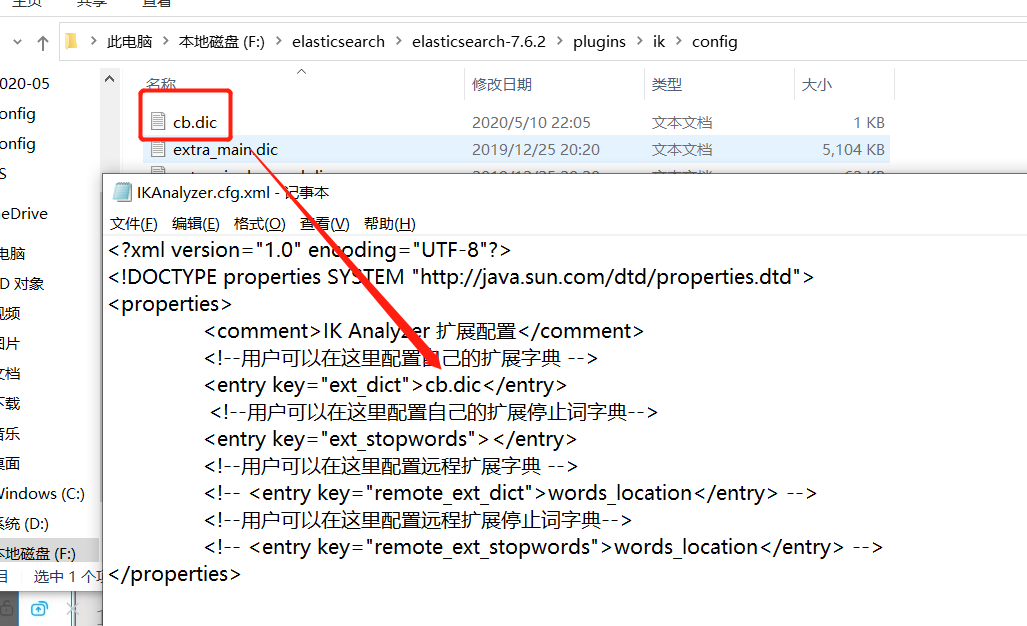 主页 共享 查看
此电脑 本地磁盘 (F:) elasticsearch elasticsearch-7.6.2 plugins ik config
名称 修改日期 类型 大小
cb.dic 2020/5/10 22:05 文本文档 1 KB
extra_main.dic 2019/12/25 20:20 文本文档 5,104 KB
020-05
onfig
onfig
S
eDrive
电脑
D 对象
视频
图片
文档
下载
音乐
桌面
Windows (C:)
系统 (D:)
本地磁盘 (F:)
选中 1 个项
IKAnalyzer.cfg.xml - 记事本
文件(F) 编辑(E) 格式(O) 查看(V) 帮助(H)
<?xml version="1.0" encoding="UTF-8"?>
<!DOCTYPE properties SYSTEM "http://java.sun.com/dtd/properties.dtd">
<properties>
<comment>IK Analyzer 扩展配置</comment>
<!--用户可以在这里配置自己的扩展字典 -->
<entry key="ext_dict">cb.dic</entry>
<!--用户可以在这里配置自己的扩展停止词字典-->
<entry key="ext_stopwords"></entry>
<!--用户可以在这里配置远程扩展字典 -->
<!-- <entry key="remote_ext_dict">words_location</entry> -->
<!--用户可以在这里配置远程扩展停止词字典-->
<!-- <entry key="remote_ext_stopwords">words_location</entry> -->
</properties>